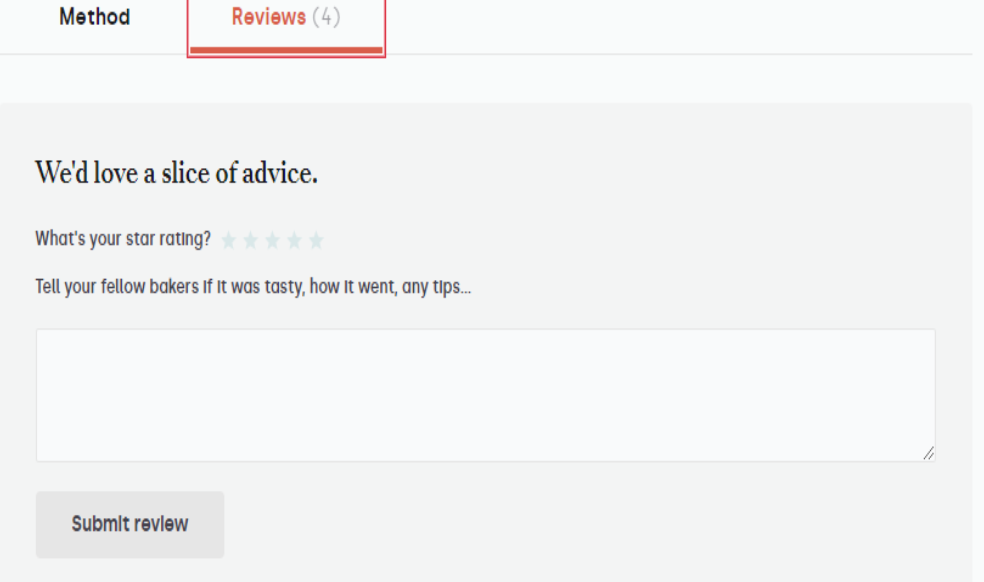 Method Reviews (4)
We'd love a slice of advice.
What's your star rating?
Tell your fellow bakers if it was tasty, how it went, any tips...
Submit review